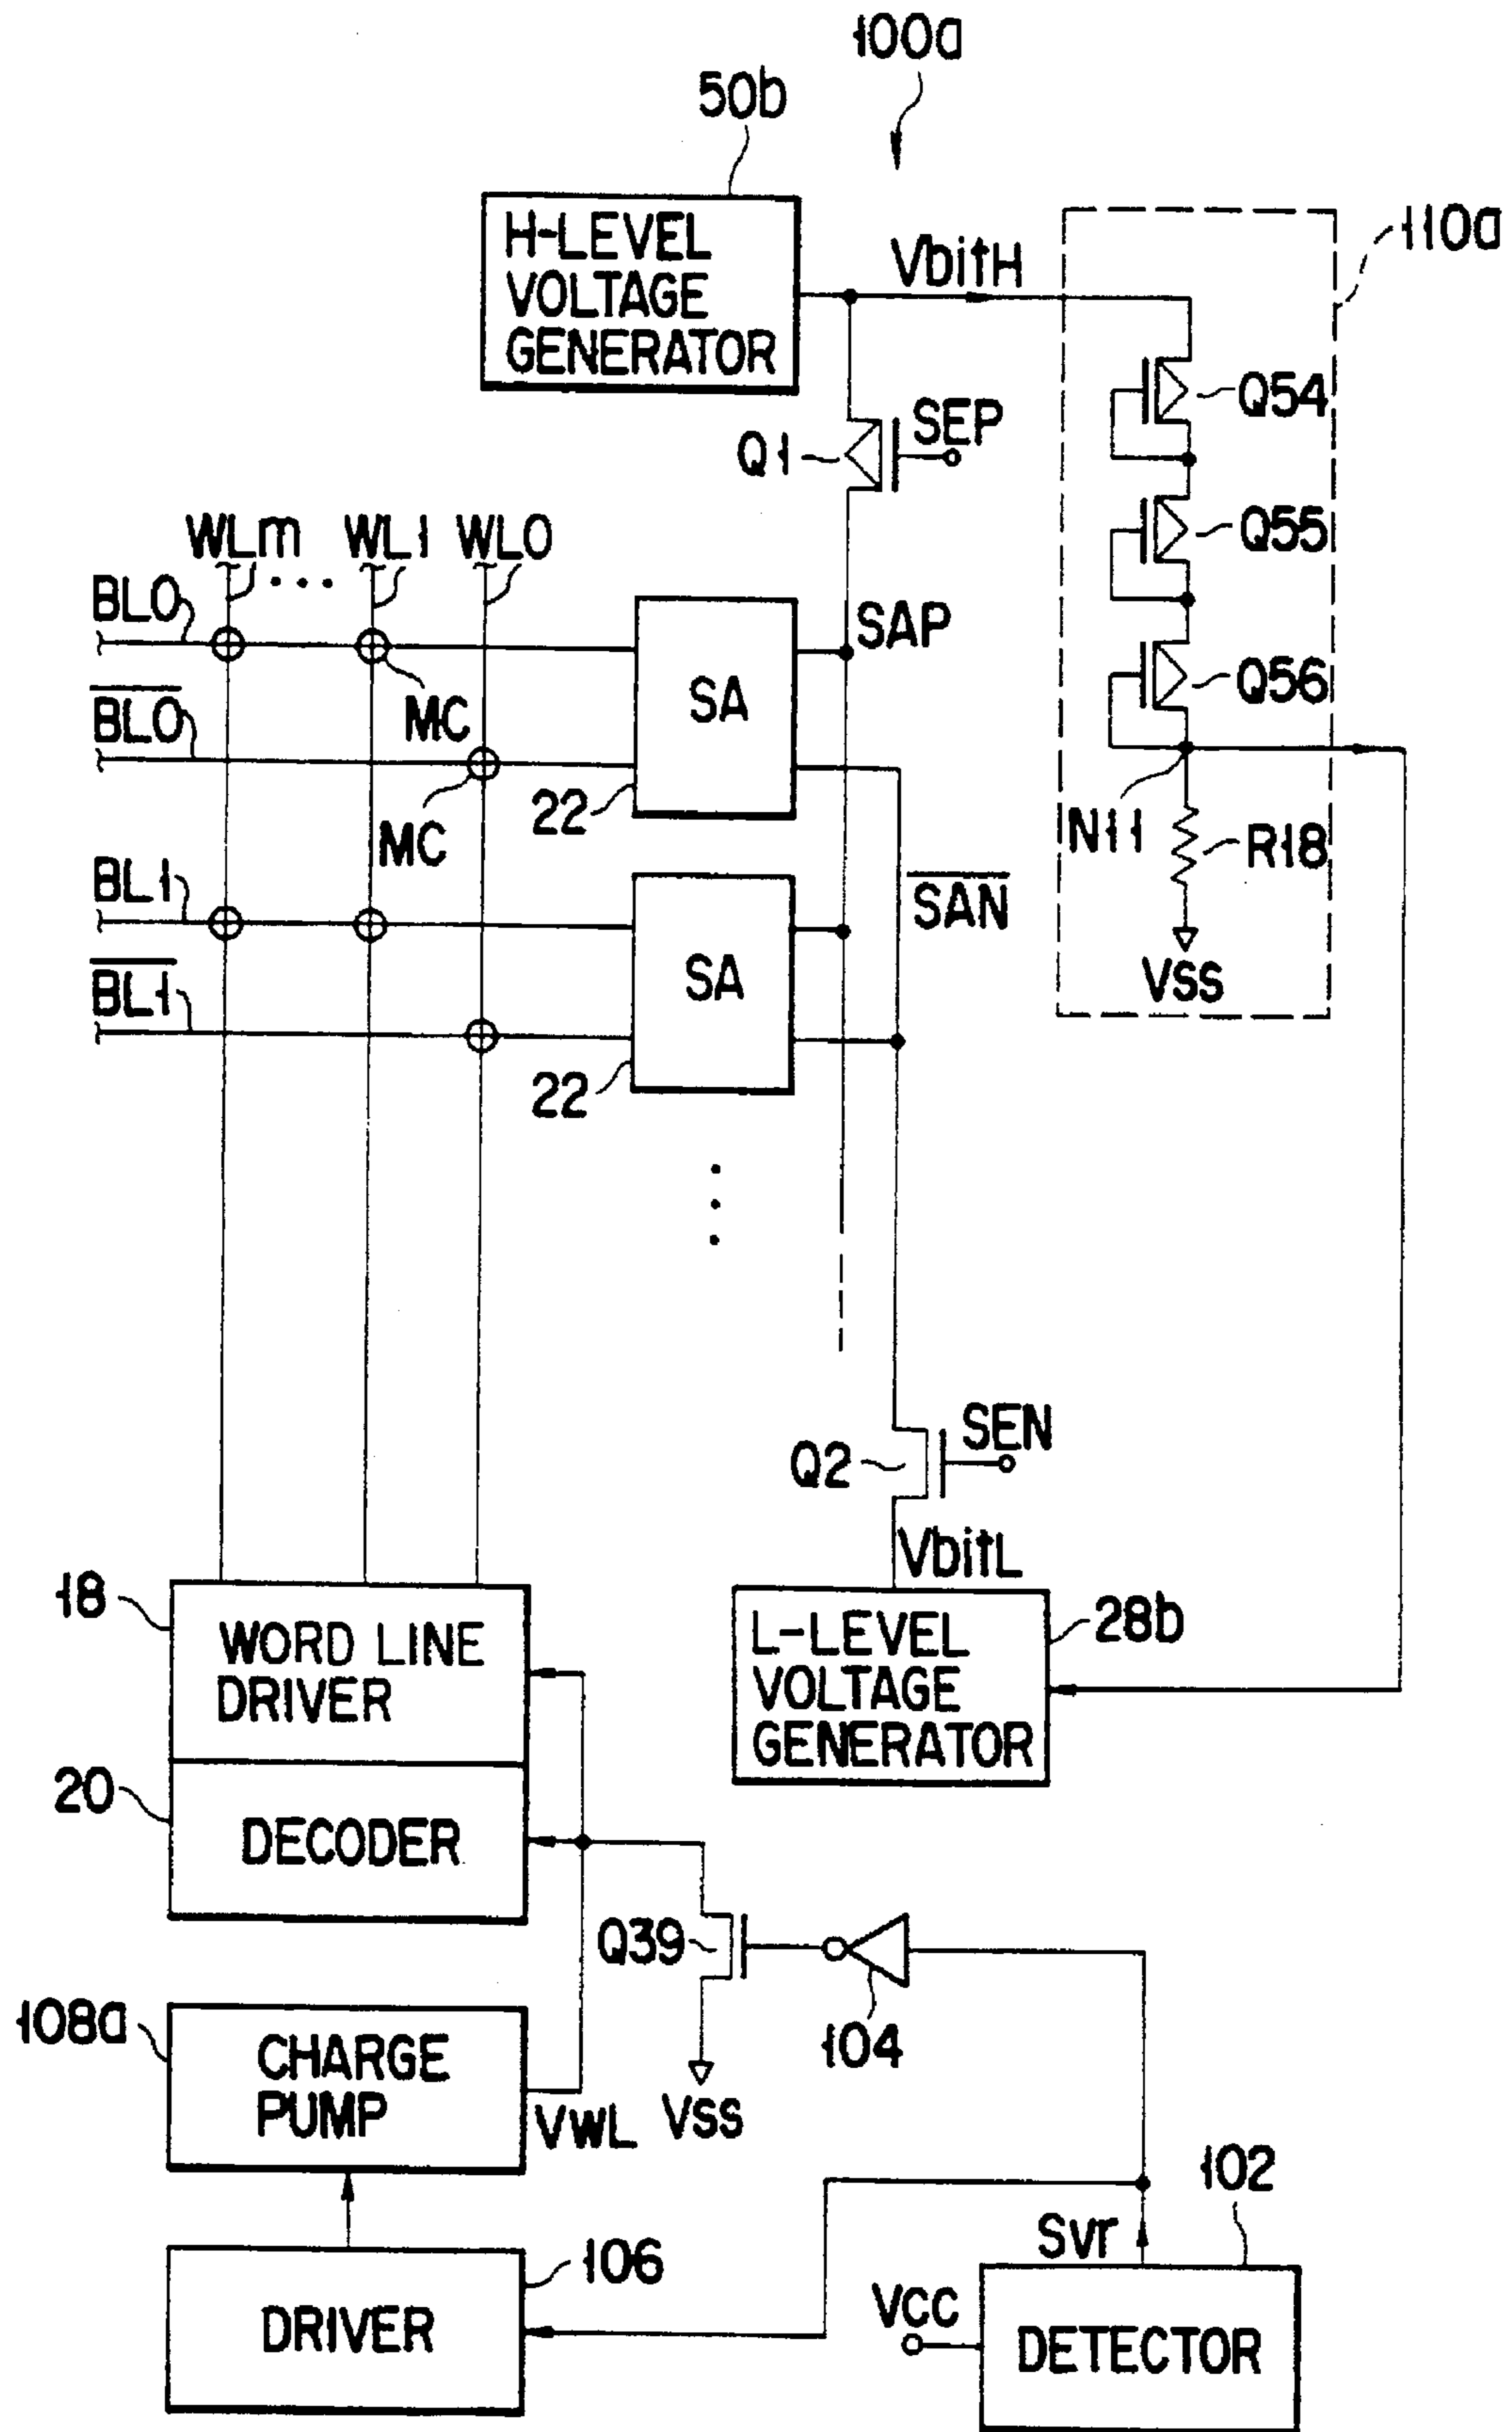 100a
50b
H-LEVEL
VOLTAGE
GENERATOR
VbitH
110a
Q54
Q1
SEP
Q55
WLm ... WL1 WL0
BL0
SAP
SA
Q56
MC
BL0
22
MC
N11
R18
BL1
SAN
SA
VSS
BL1
22
SEN
Q2
VbitL
18
WORD LINE
DRIVER
28b
L-LEVEL
VOLTAGE
GENERATOR
20
DECODER
Q39
104
108a
CHARGE
PUMP
VWL
VSS
102
Svr
106
VCC
DRIVER
DETECTOR